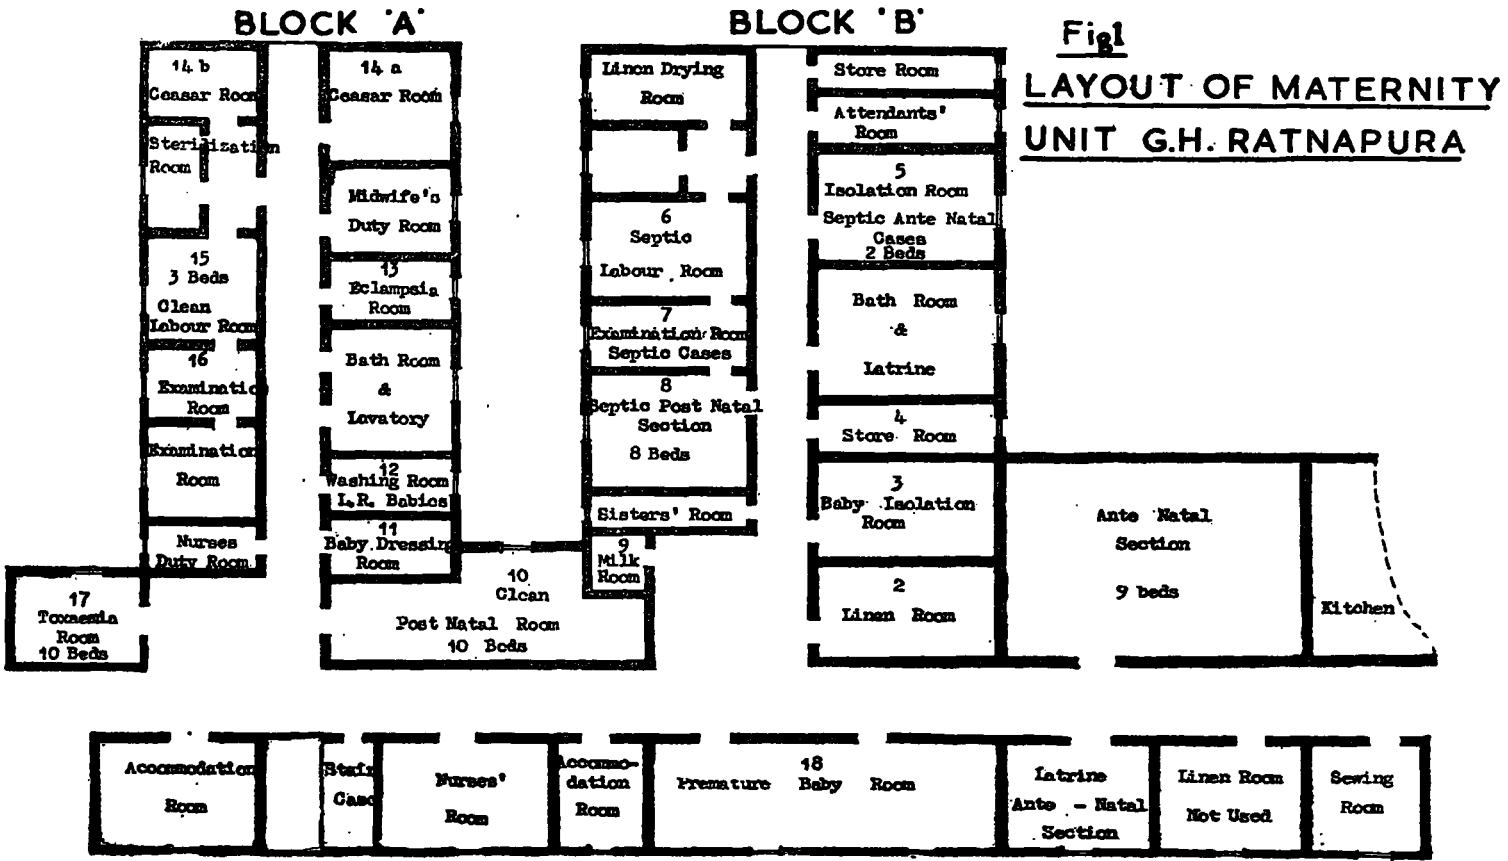 BLOCK 'A'
BLOCK 'B'
Fig1
LAYOUT OF MATERNITY
UNIT G.H. RATNAPURA
14 b
Ceasar Room
Sterilization
Room
15
3 Beds
Clean
Labour Room
16
Examination
Room
Examination
Room
Nurses
Duty Room
17
Toxaemia
Room
10 Beds
14 a
Ceasar Room
Midwife's
Duty Room
13
Eclampsia
Room
Bath Room
&
Lavatory
12
Washing Room
L.R. Babies
11
Baby Dressing
Room
10
Clean
Post Natal Room
10 Beds
Linen Drying
Room
6
Septic
Labour Room
7
Examination Room
Septic Cases
8
Septic Post Natal
Section
8 Beds
Sisters' Room
9
Milk
Room
Store Room
Attendants'
Room
5
Isolation Room
Septic Ante Natal
Cases
2 Beds
Bath Room
&
Latrine
4
Store Room
3
Baby Isolation
Room
2
Linen Room
Ante Natal
Section
9 beds
Kitchen
Accommodation
Room
Stair
Case
Nurses'
Room
Accommo-
dation
Room
18
Premature Baby Room
Latrine
Ante - Natal
Section
Linen Room
Not Used
Sewing
Room